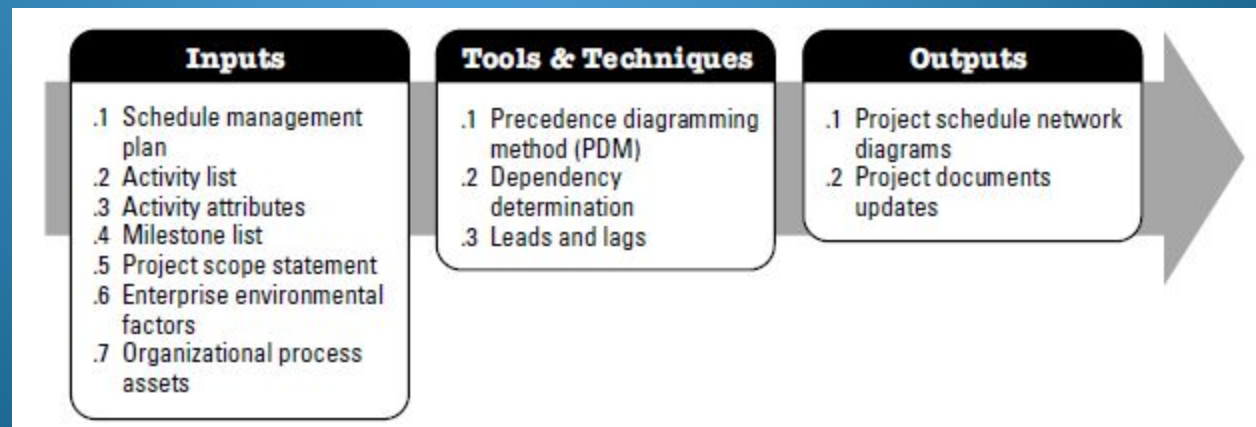 Inputs
.1 Schedule management
plan
.2 Activity list
.3 Activity attributes
.4 Milestone list
.5 Project scope statement
.6 Enterprise environmental
factors
.7 Organizational process
assets
Tools & Techniques
.1 Precedence diagramming
method (PDM)
.2 Dependency
determination
.3 Leads and lags
Outputs
.1 Project schedule network
diagrams
.2 Project documents
updates